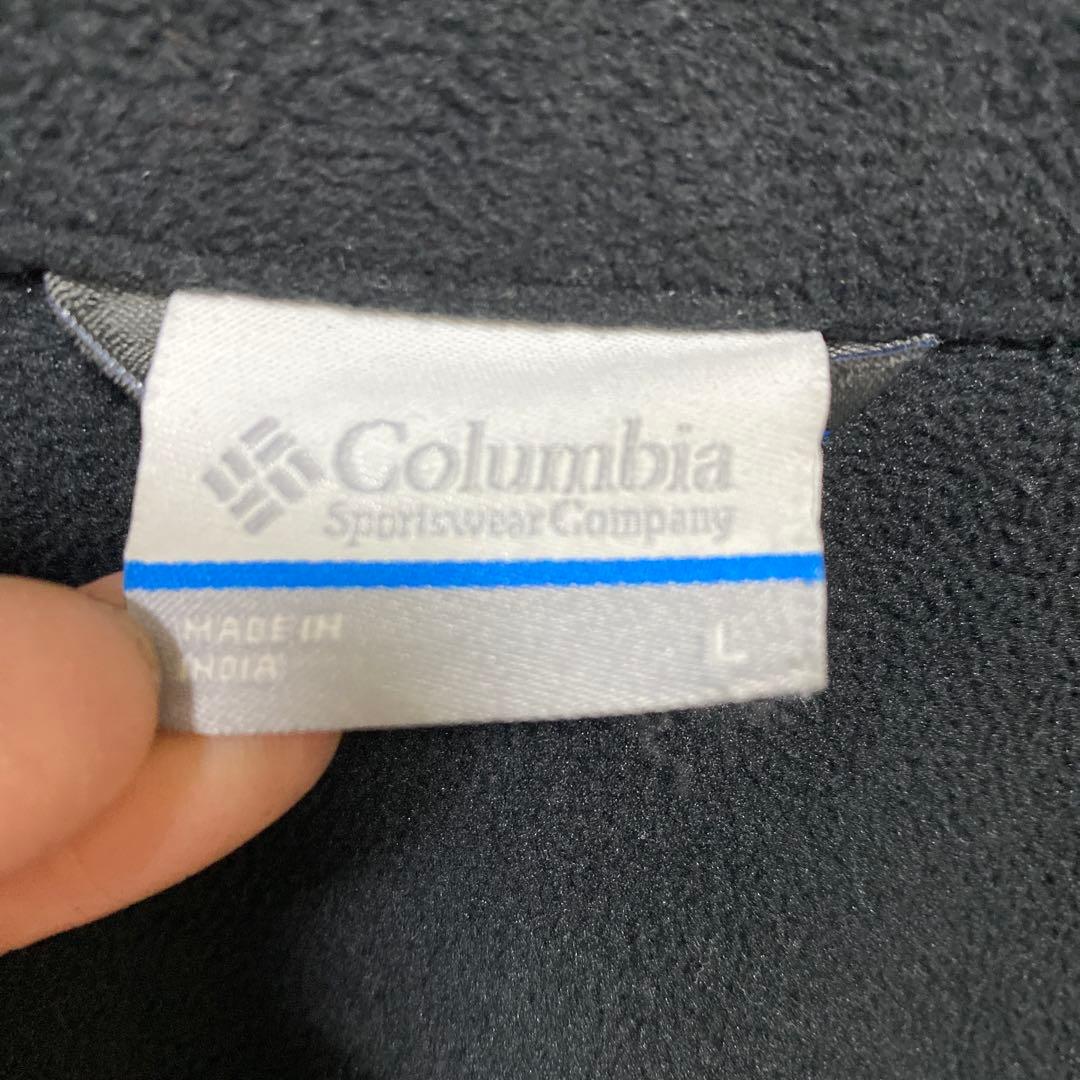 Columbia
Sportswear Company
MADE IN
INDIA
L